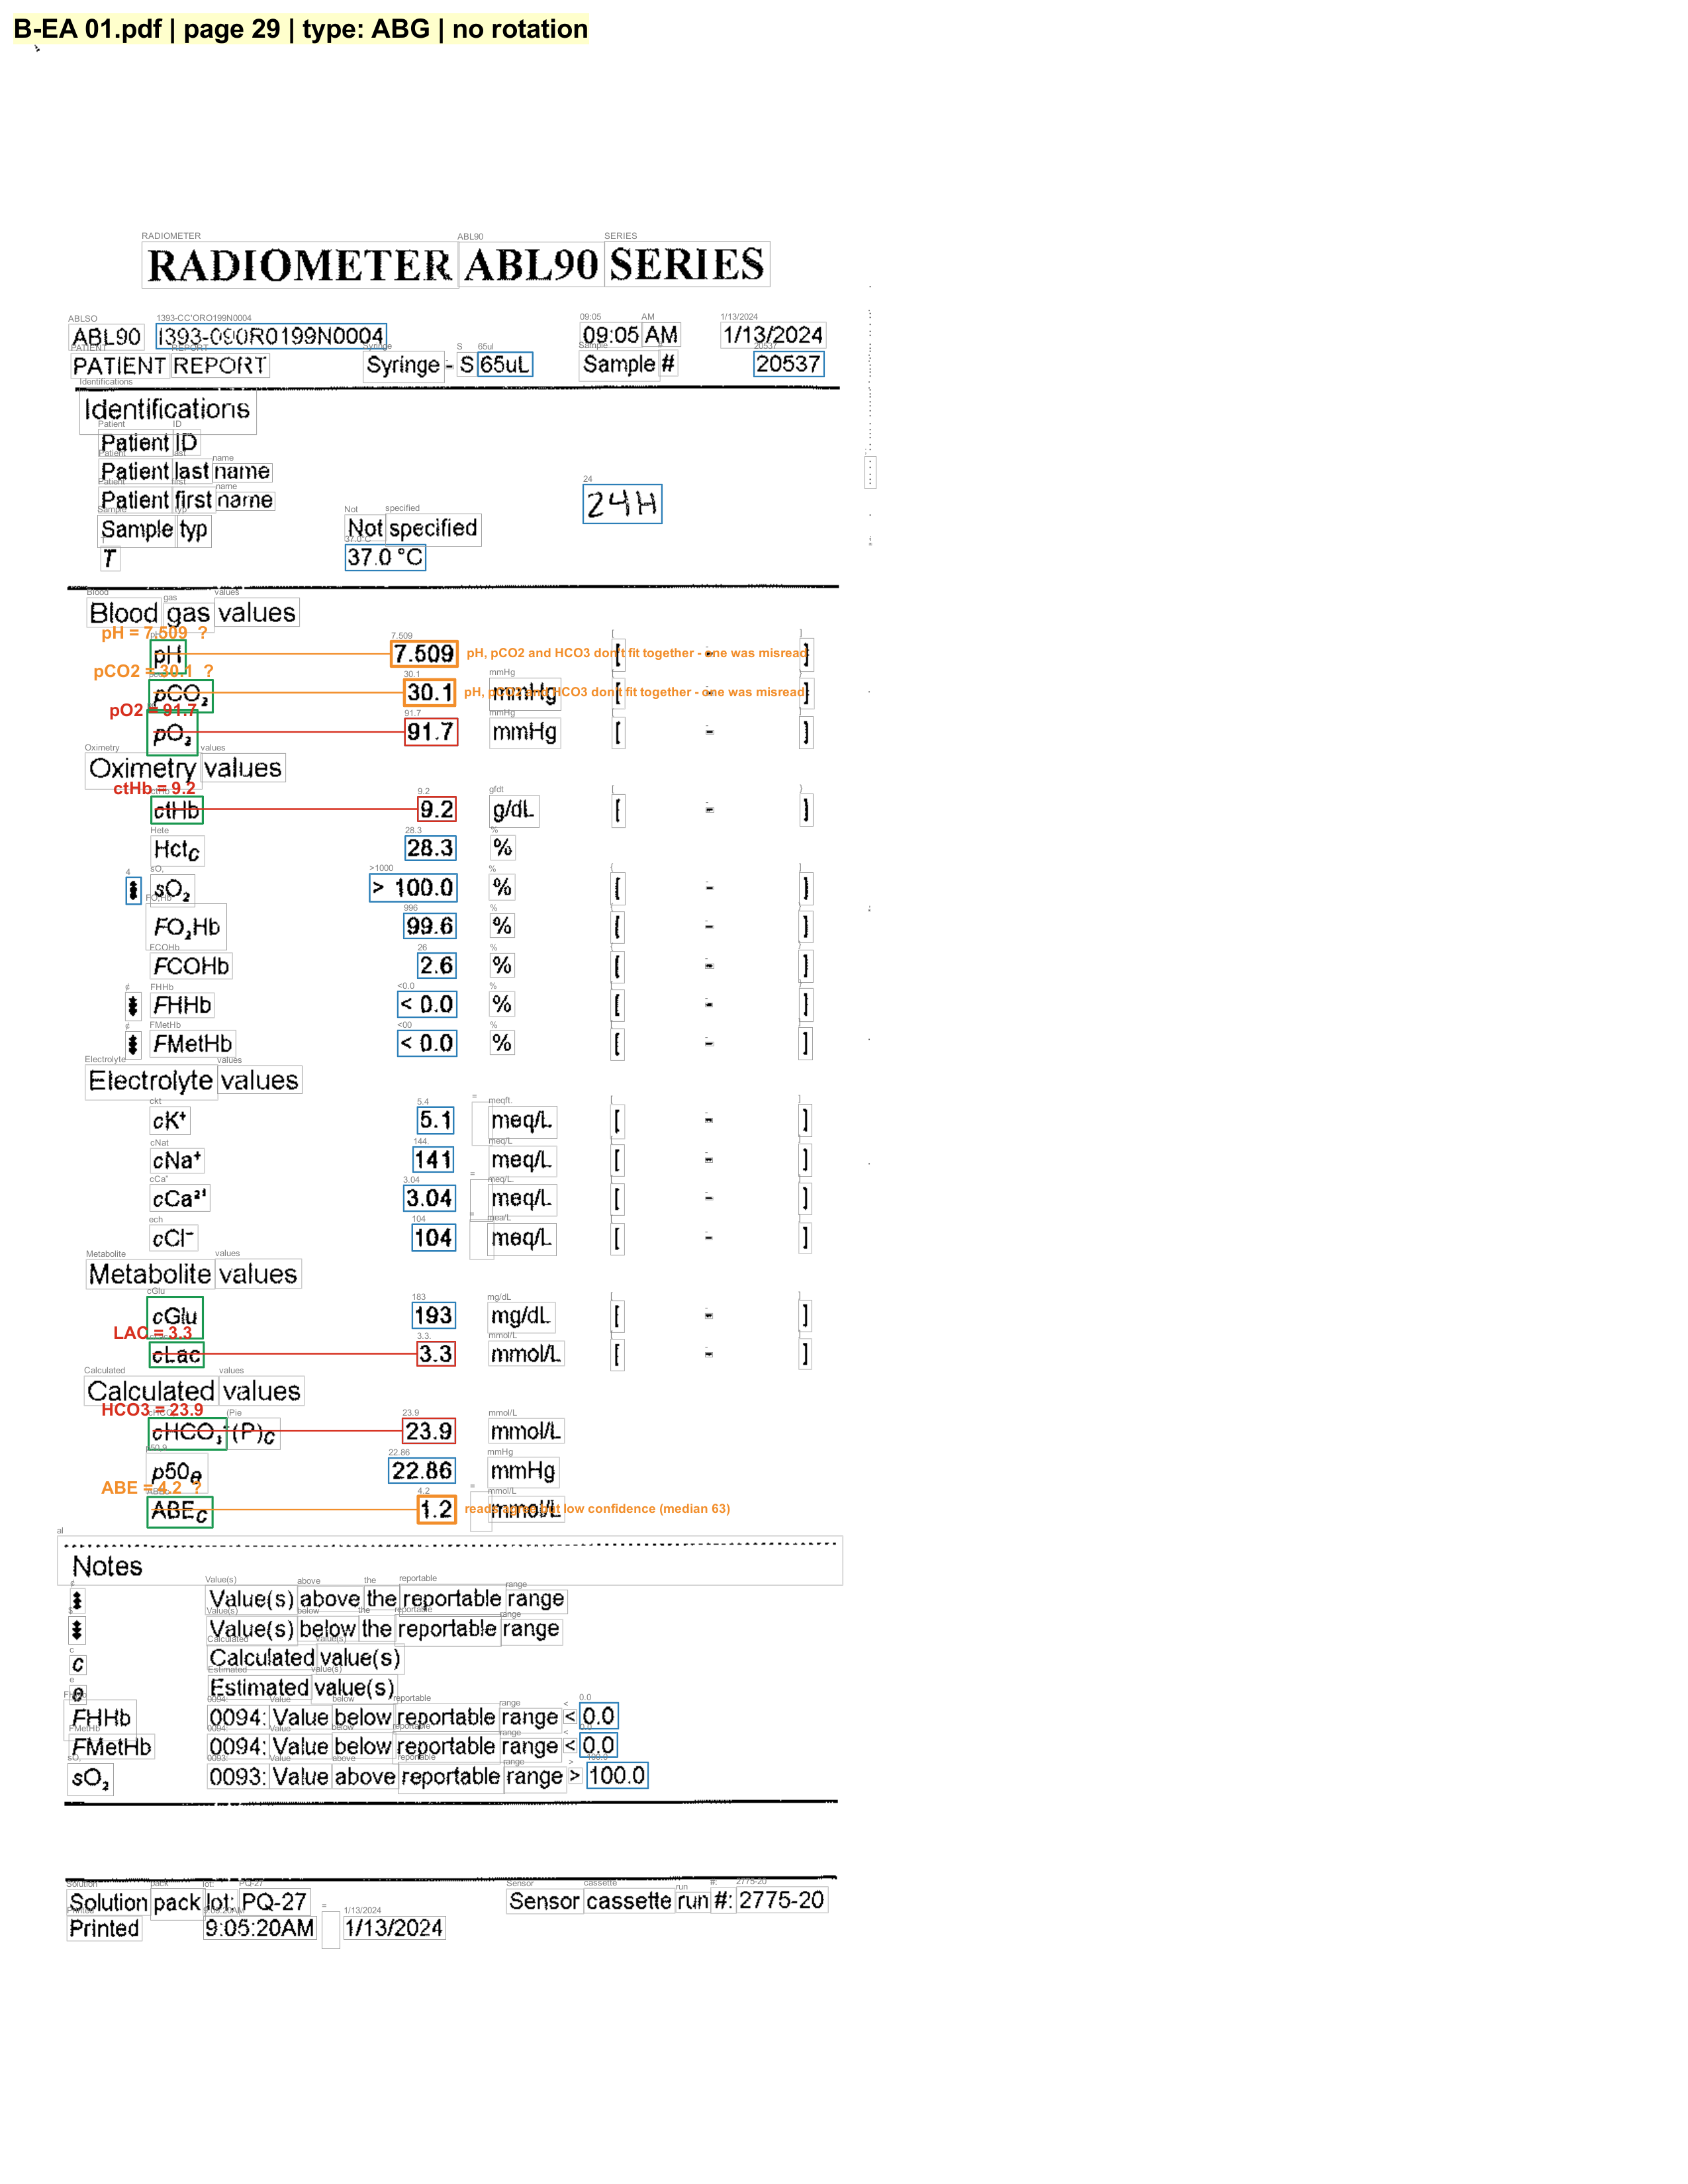 B-EA 01.pdf | page 29 | type: ABG | no rotation
RADIOMETER ABL90 SERIES
ABL90 I393-090R0199N0004 09:05 AM 1/13/2024
PATIENT REPORT Syringe - S 65uL Sample # 20537
Identifications
Patient ID
Patient last name
Patient first name
24H
Sample typ Not specified
T 37.0 °C
Blood gas values
pH = 7.509 ?
pH 7.509 pH, pCO2 and HCO3 don't fit together - one was misread [ - ]
pCO2 = 30.1 ?
pCO₂ 30.1 mmHg pH, pCO2 and HCO3 don't fit together - one was misread [ - ]
pO2 = 91.7
pO₂ 91.7 mmHg [ - ]
Oximetry values
ctHb = 9.2
ctHb 9.2 g/dL [ - ]
Hctc 28.3 %
sO₂ > 100.0 % [ - ]
FO₂Hb 99.6 % [ - ]
FCOHb 2.6 % [ - ]
FHHb < 0.0 % [ - ]
FMetHb < 0.0 % [ - ]
Electrolyte values
cK⁺ 5.1 meq/L [ - ]
cNa⁺ 141 meq/L [ - ]
cCa²⁺ 3.04 meq/L [ - ]
cCl⁻ 104 meq/L [ - ]
Metabolite values
cGlu 193 mg/dL [ - ]
LAC = 3.3
cLac 3.3 mmol/L [ - ]
Calculated values
HCO3 = 23.9
cHCO₃⁻(P)c 23.9 mmol/L
p50e 22.86 mmHg
ABE = 4.2 ?
ABEc 1.2 mmol/L reads agree but low confidence (median 63)
Notes
Value(s) above the reportable range
Value(s) below the reportable range
c Calculated value(s)
e Estimated value(s)
FHHb 0094: Value below reportable range < 0.0
FMetHb 0094: Value below reportable range < 0.0
sO₂ 0093: Value above reportable range > 100.0
Solution pack lot: PQ-27 Sensor cassette run #: 2775-20
Printed 9:05:20AM 1/13/2024